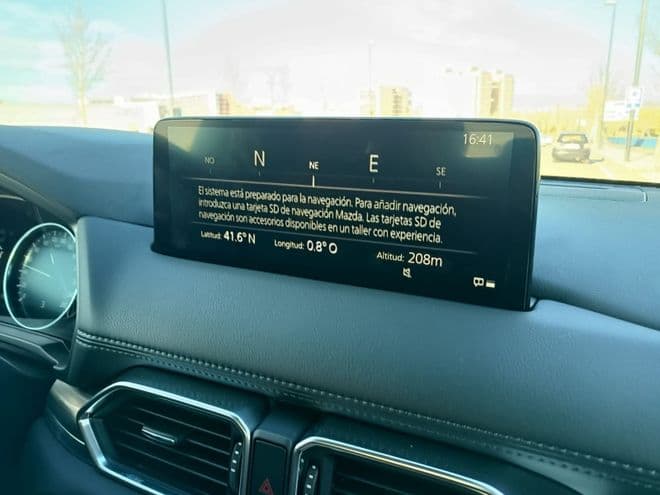 16:41
NO N NE E SE
El sistema está preparado para la navegación. Para añadir navegación,
introduzca una tarjeta SD de navegación Mazda. Las tarjetas SD de
navegación son accesorios disponibles en un taller con experiencia.
Latitud: 41.6° N Longitud: 0.8° O Altitud: 208m